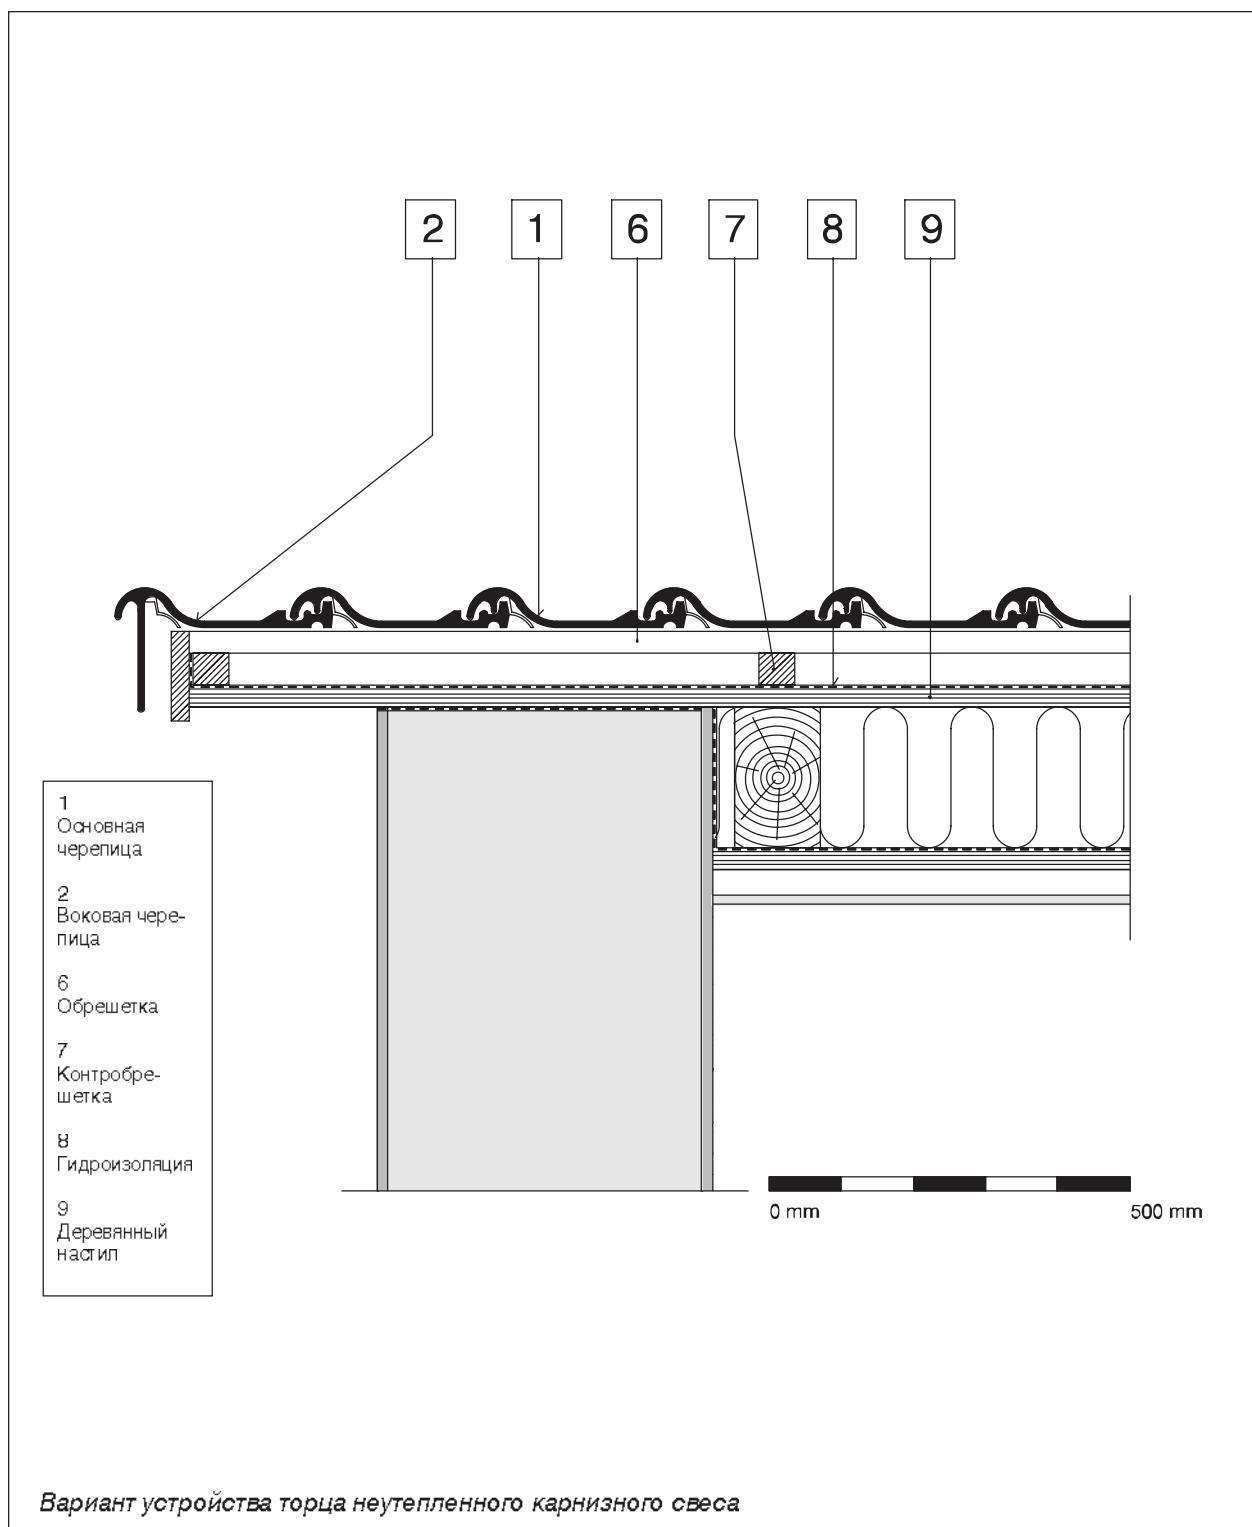 2 1 6 7 8 9
1
Основная
черепица
2
Воковая чере-
пица
6
Обрешетка
7
Контробре-
шетка
8
Гидроизоляция
9
Деревянный
настил
0 mm 500 mm
Вариант устройства торца неутепленного карнизного свеса